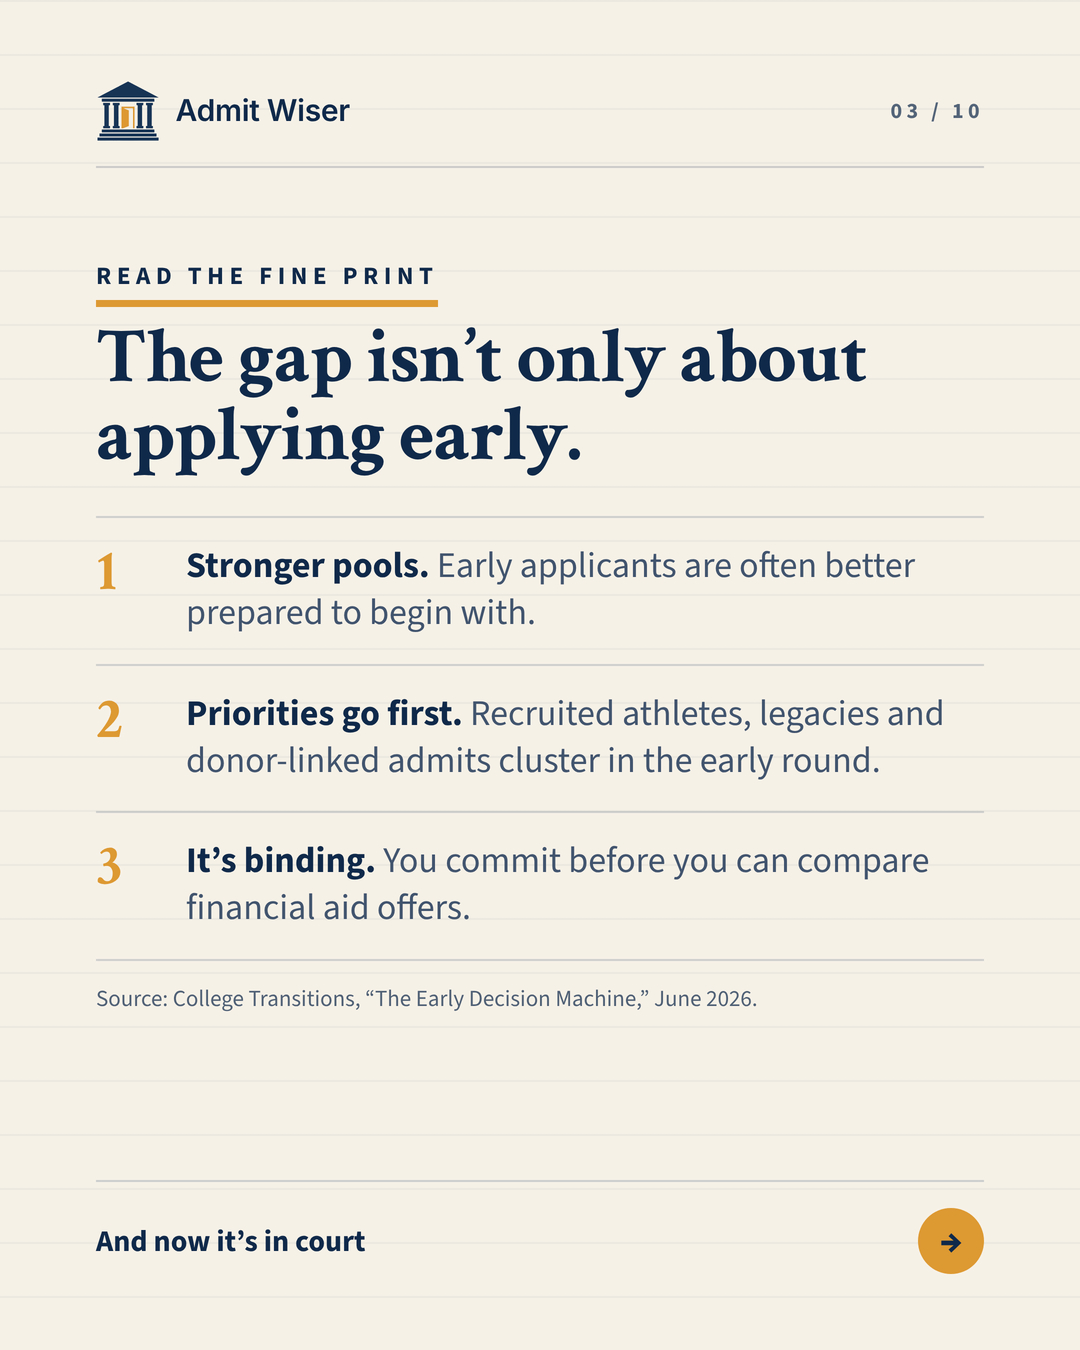 Admit Wiser
03 / 10
READ THE FINE PRINT
The gap isn’t only about
applying early.
1
Stronger pools. Early applicants are often better
prepared to begin with.
2
Priorities go first. Recruited athletes, legacies and
donor-linked admits cluster in the early round.
3
It’s binding. You commit before you can compare
financial aid offers.
Source: College Transitions, “The Early Decision Machine,” June 2026.
And now it’s in court